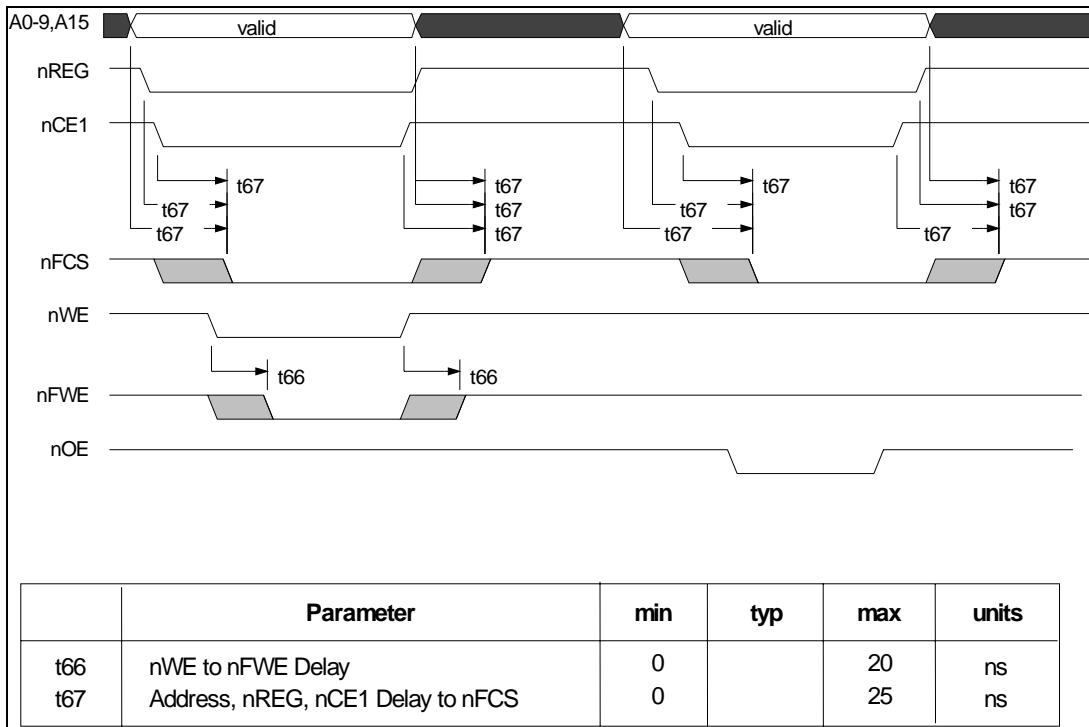 A0-9,A15 valid valid
nREG
nCE1
t67 t67 t67 t67
t67 t67 t67 t67
t67 t67 t67 t67
nFCS
nWE
t66 t66
nFWE
nOE
Parameter min typ max units
t66 nWE to nFWE Delay 0 20 ns
t67 Address, nREG, nCE1 Delay to nFCS 0 25 ns